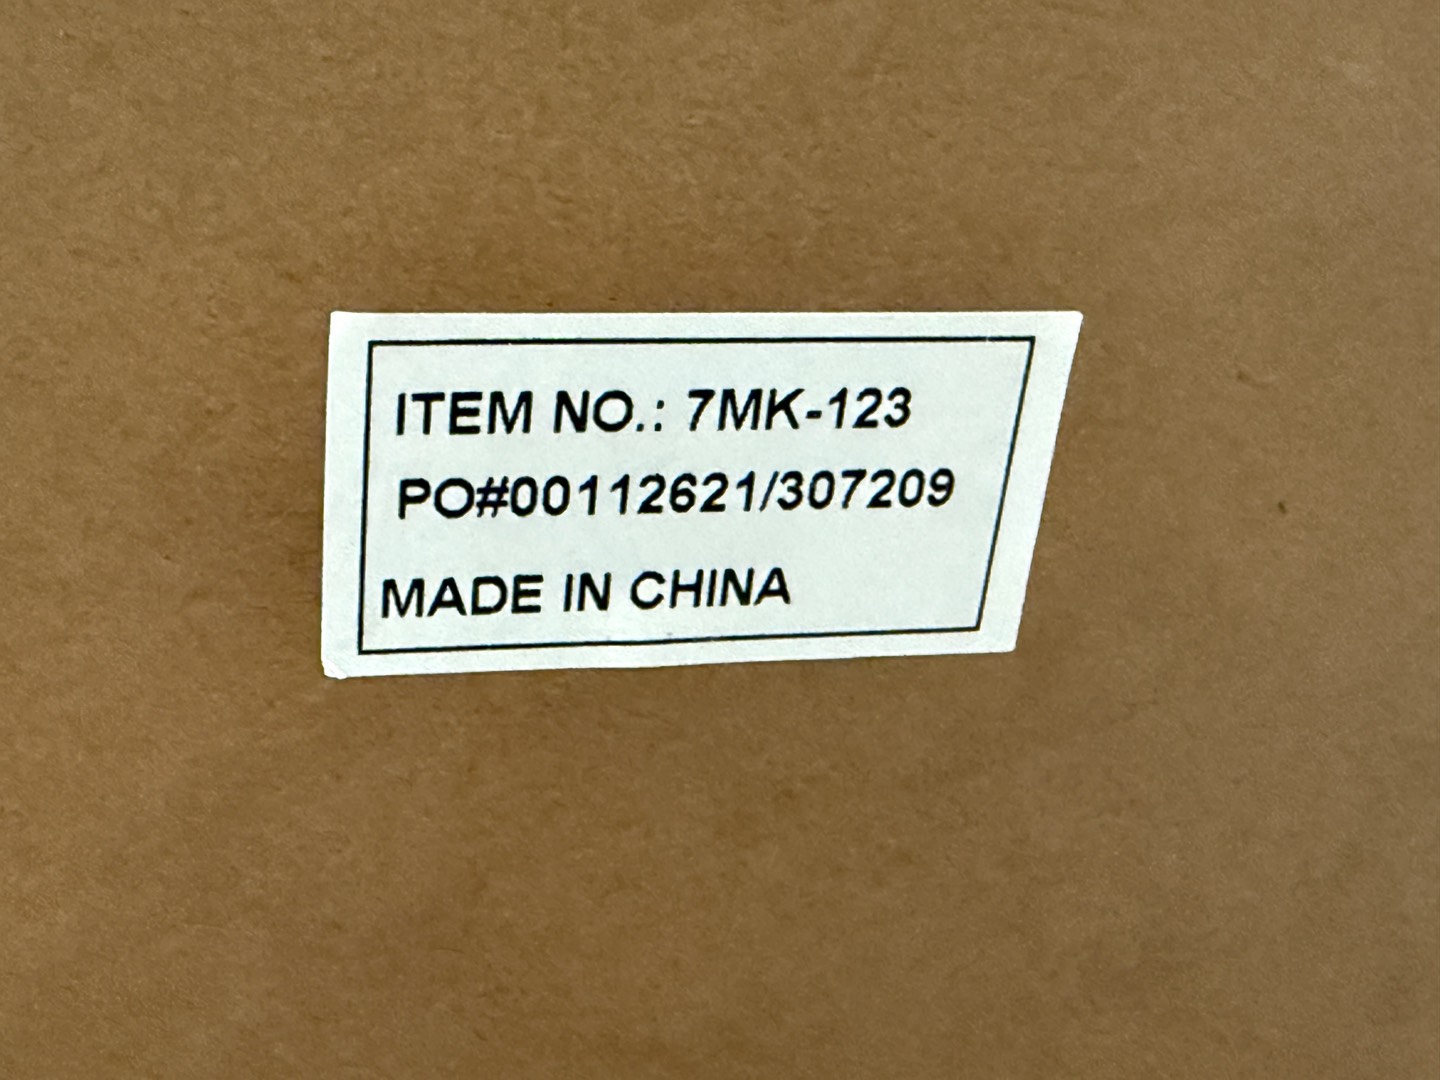 ITEM NO.: 7MK-123
PO#00112621/307209
MADE IN CHINA